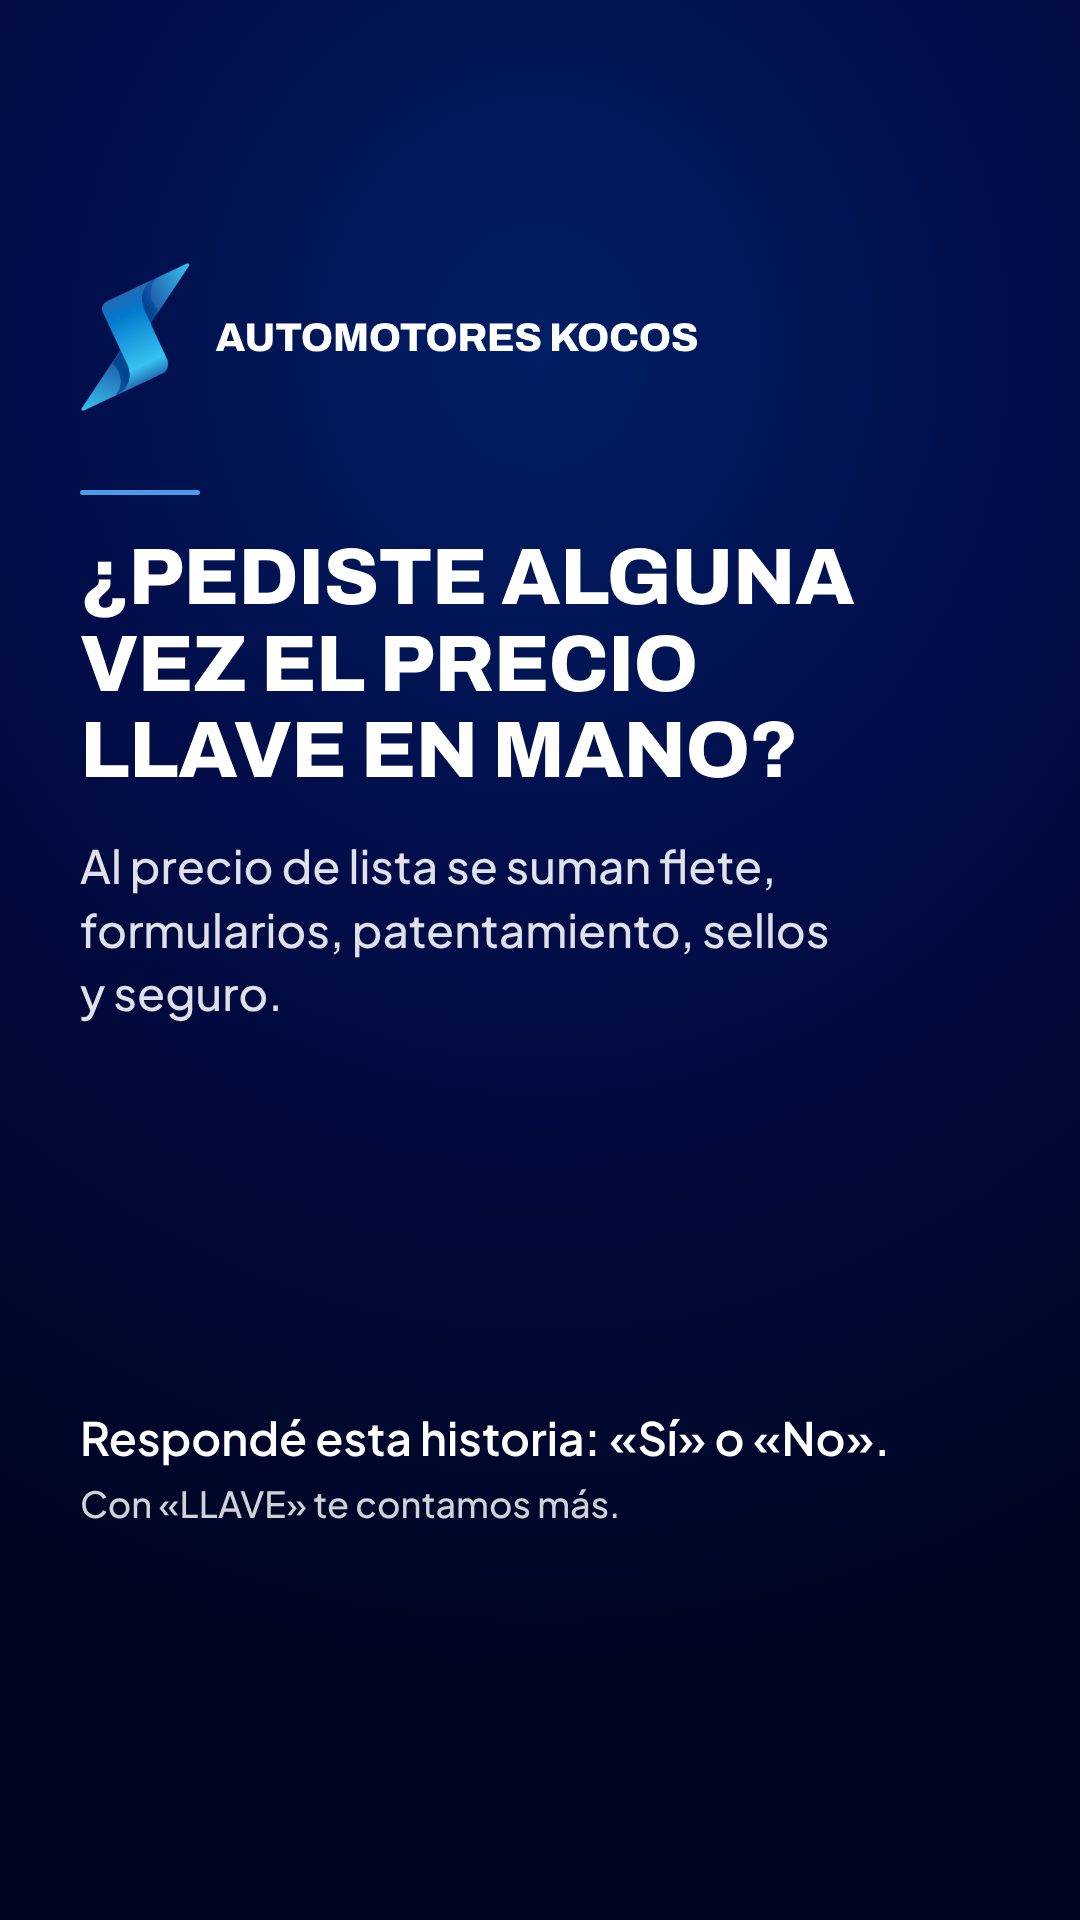 AUTOMOTORES KOCOS
¿PEDISTE ALGUNA
VEZ EL PRECIO
LLAVE EN MANO?
Al precio de lista se suman flete,
formularios, patentamiento, sellos
y seguro.
Respondé esta historia: «Sí» o «No».
Con «LLAVE» te contamos más.